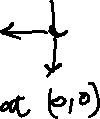 at (0,0)